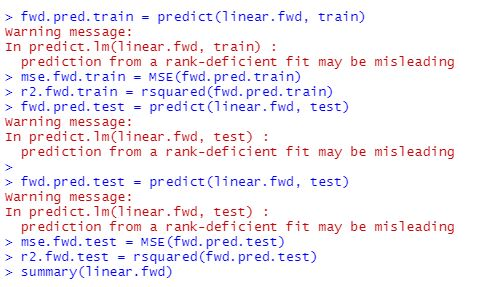 > fwd.pred.train = predict(linear.fwd, train)
Warning message:
In predict.lm(linear.fwd, train) :
  prediction from a rank-deficient fit may be misleading
> mse.fwd.train = MSE(fwd.pred.train)
> r2.fwd.train = rsquared(fwd.pred.train)
> fwd.pred.test = predict(linear.fwd, test)
Warning message:
In predict.lm(linear.fwd, test) :
  prediction from a rank-deficient fit may be misleading
>
> fwd.pred.test = predict(linear.fwd, test)
Warning message:
In predict.lm(linear.fwd, test) :
  prediction from a rank-deficient fit may be misleading
> mse.fwd.test = MSE(fwd.pred.test)
> r2.fwd.test = rsquared(fwd.pred.test)
> summary(linear.fwd)